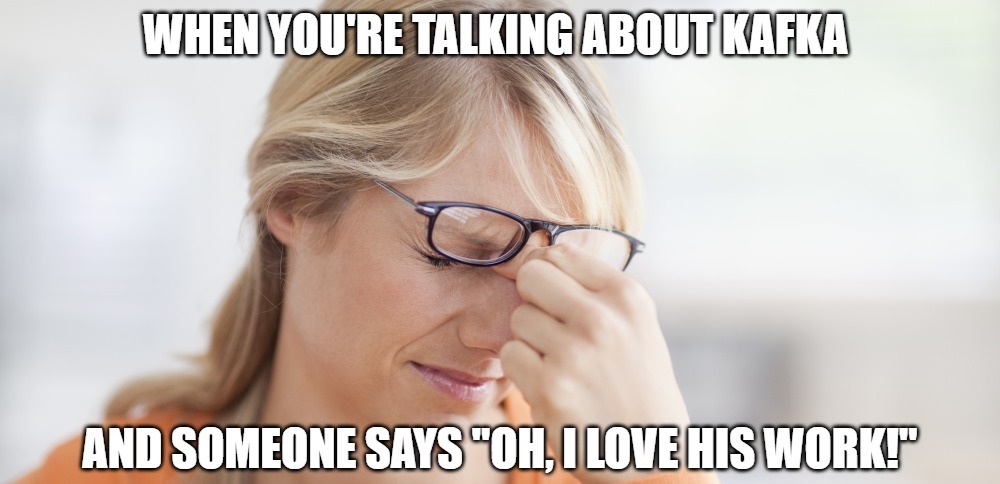 WHEN YOU'RE TALKING ABOUT KAFKA
AND SOMEONE SAYS "OH, I LOVE HIS WORK!"